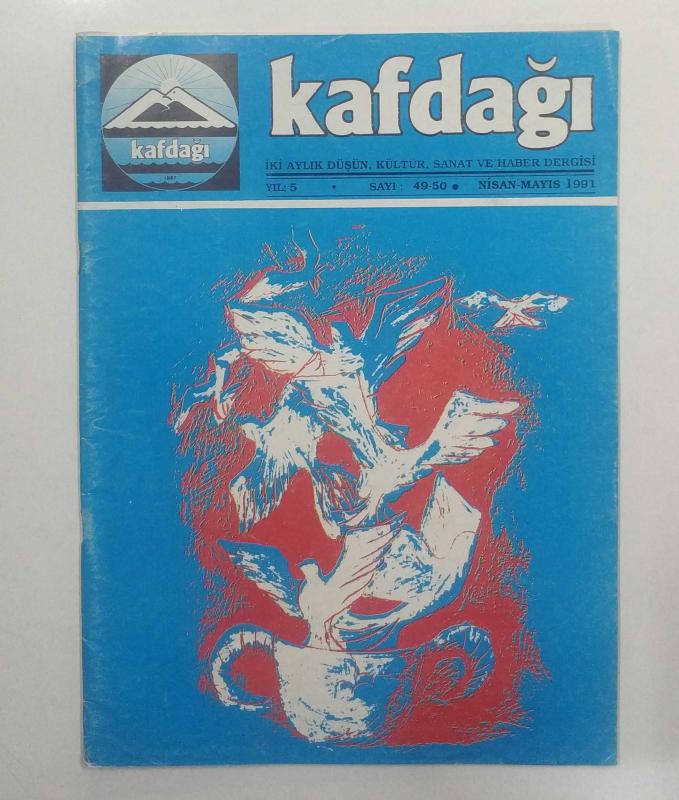 kafdağı
1987
kafdağı
İKİ AYLIK DÜŞÜN, KÜLTÜR, SANAT VE HABER DERGİSİ
YIL: 5 • SAYI : 49-50 • NİSAN-MAYIS 1991